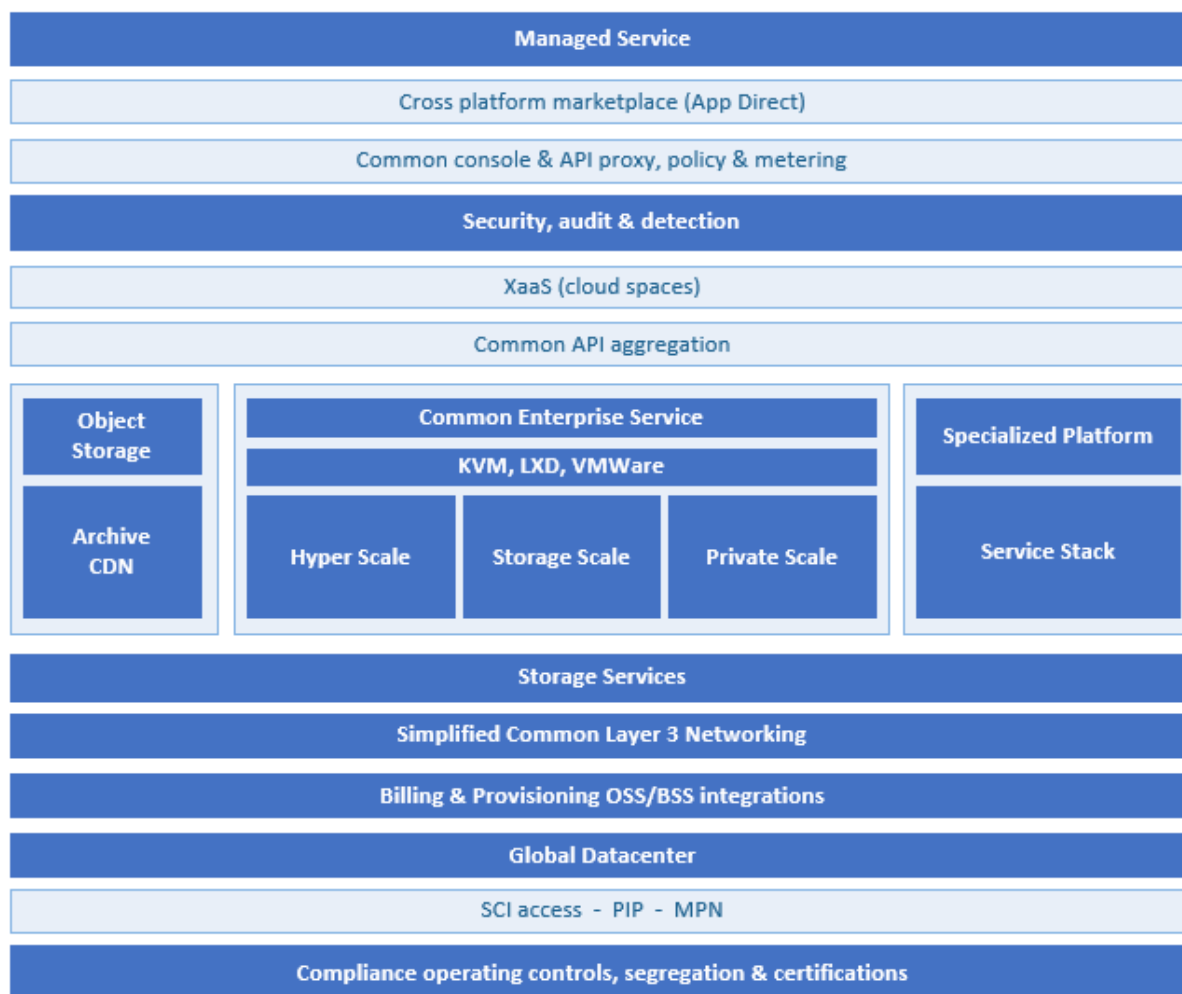 Managed Service
Cross platform marketplace (App Direct)
Common console & API proxy, policy & metering
Security, audit & detection
XaaS (cloud spaces)
Common API aggregation
Object
Storage
Archive
CDN
Common Enterprise Service
KVM, LXD, VMWare
Hyper Scale
Storage Scale
Private Scale
Specialized Platform
Service Stack
Storage Services
Simplified Common Layer 3 Networking
Billing & Provisioning OSS/BSS integrations
Global Datacenter
SCI access - PIP - MPN
Compliance operating controls, segregation & certifications